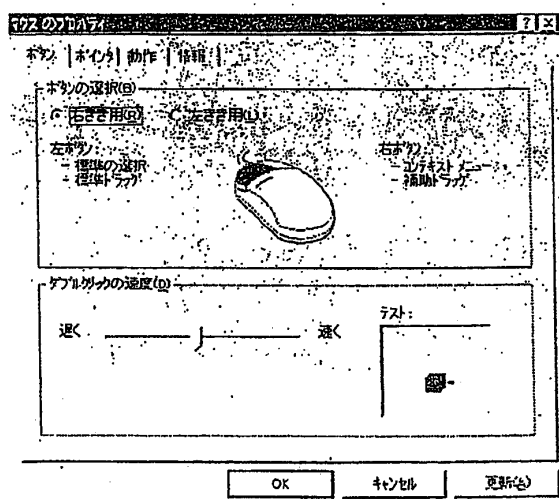 マウス のプロパティ
ボタン ポインタ 動作 情報
ボタンの選択(B)
右きき用(R) 左きき用(L)
左ボタン: 右ボタン:
- 標準の選択 - コンテキスト メニュー
- 標準ドラッグ - 補助ドラッグ
ダブルクリックの速度(D)
遅く 速く テスト:
OK キャンセル 更新(A)